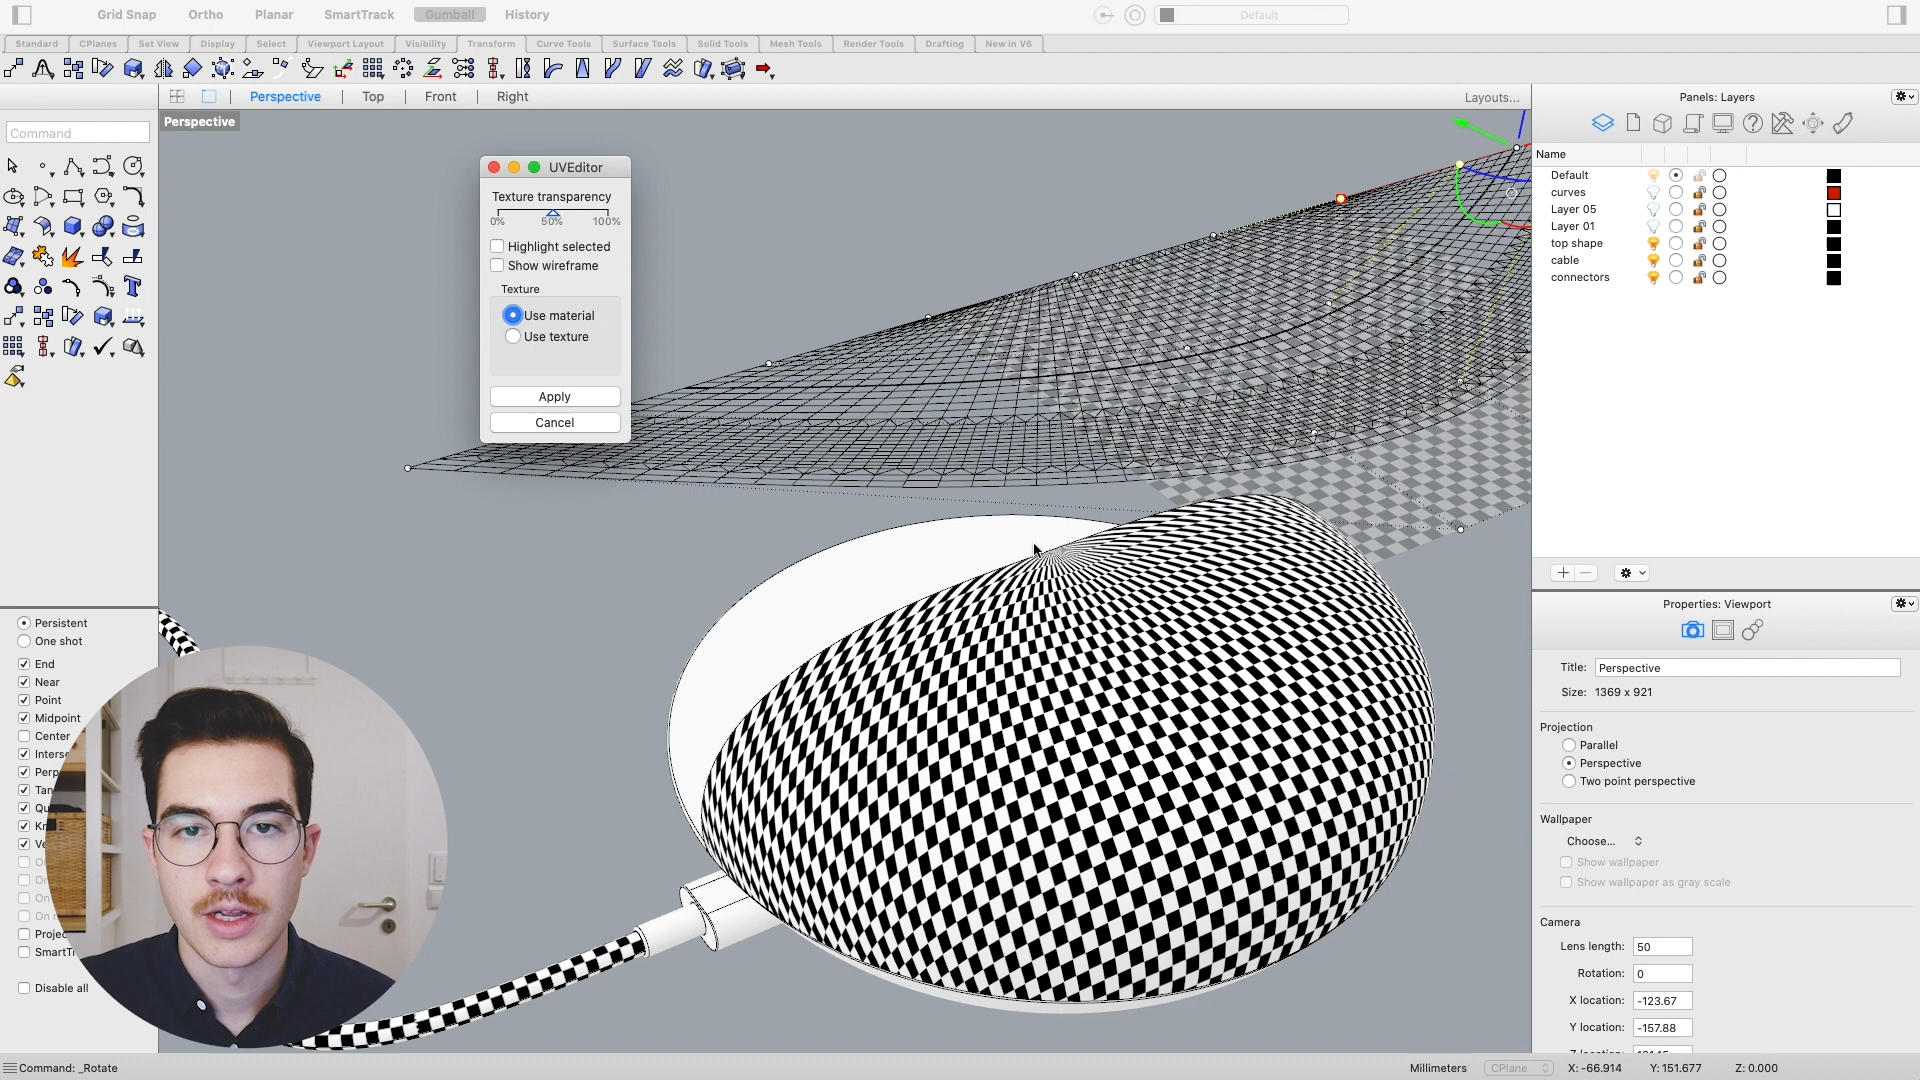 Grid Snap Ortho Planar SmartTrack Gumball History Default
Standard CPlanes Set View Display Select Viewport Layout Visibility Transform Curve Tools Surface Tools Solid Tools Mesh Tools Render Tools Drafting New in V6
Perspective Top Front Right Layouts...
Panels: Layers
Perspective
Command
Name
Default
curves
Layer 05
Layer 01
top shape
cable
connectors
UVEditor
Texture transparency
0% 50% 100%
Highlight selected
Show wireframe
Texture
Use material
Use texture
Apply
Cancel
Properties: Viewport
Title: Perspective
Size: 1369 x 921
Projection
Parallel
Perspective
Two point perspective
Wallpaper
Choose...
Show wallpaper
Show wallpaper as gray scale
Camera
Lens length: 50
Rotation: 0
X location: -123.67
Y location: -157.88
Persistent
One shot
End
Near
Point
Midpoint
Center
Disable all
Command: _Rotate
Millimeters CPlane X: -66.914 Y: 151.677 Z: 0.000